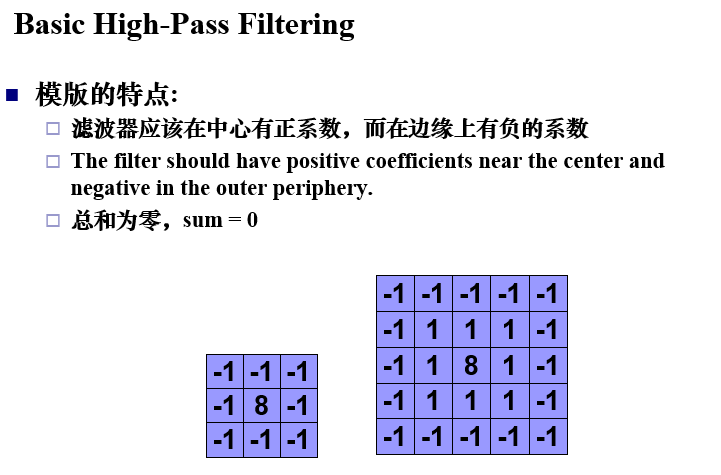 Basic High-Pass Filtering
模版的特点:
滤波器应该在中心有正系数，而在边缘上有负的系数
The filter should have positive coefficients near the center and
negative in the outer periphery.
总和为零，sum = 0
-1 -1 -1
-1 8 -1
-1 -1 -1
-1 -1 -1 -1 -1
-1 1 1 1 -1
-1 1 8 1 -1
-1 1 1 1 -1
-1 -1 -1 -1 -1